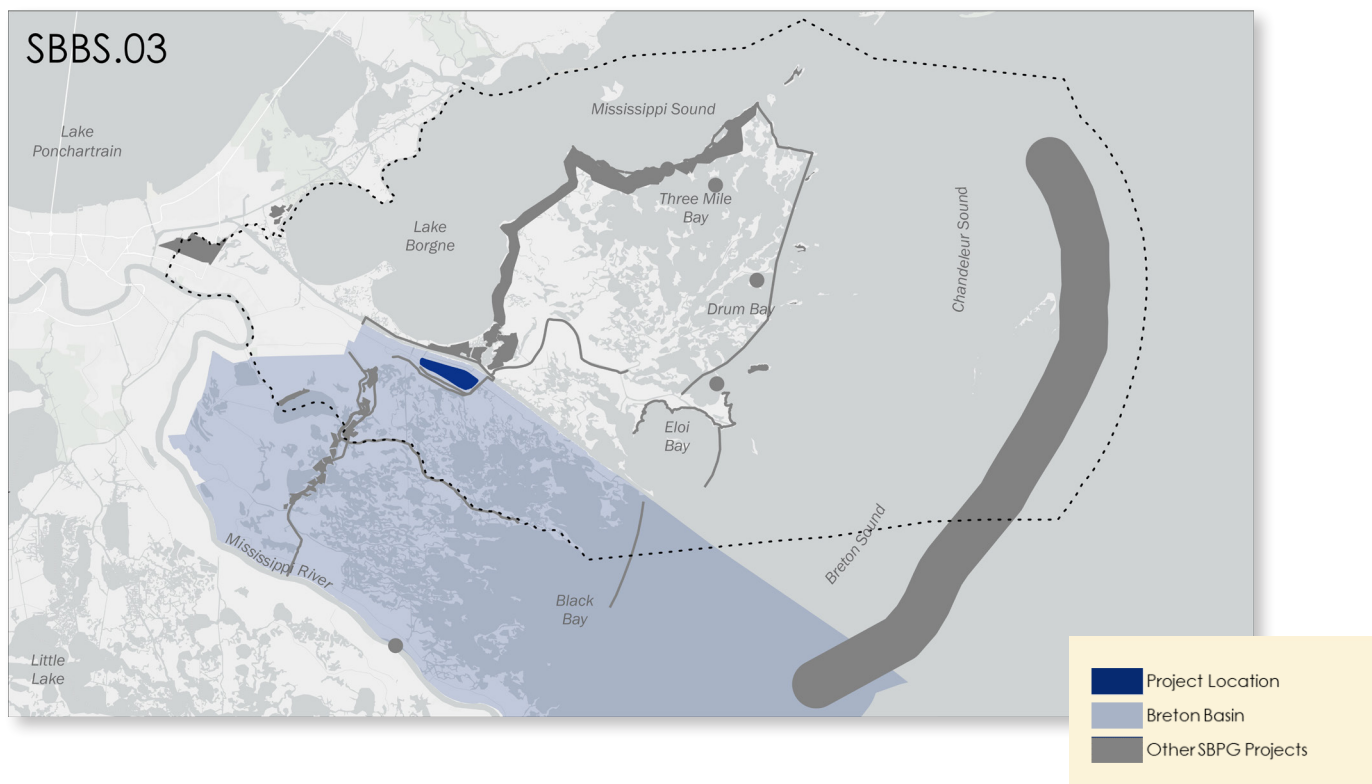 SBBS.03
Mississippi Sound
Lake
Ponchartrain
Three Mile
Bay
Lake
Borgne
Chandeleur Sound
Drum Bay
Eloi
Bay
Breton Sound
Mississippi River
Black
Bay
Little
Lake
Project Location
Breton Basin
Other SBPG Projects